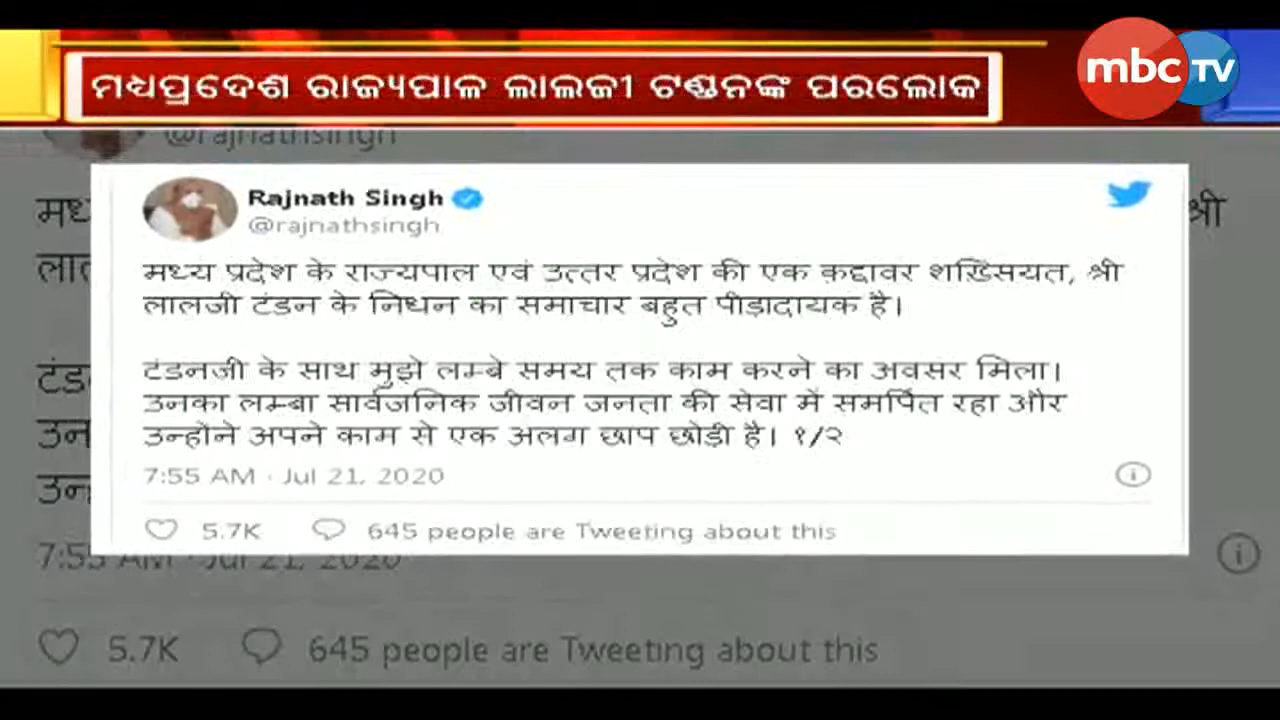 ମଧ୍ୟପ୍ରଦେଶ ରାଜ୍ୟପାଳ ଲାଲଜୀ ଟଣ୍ଡନଙ୍କ ପରଲୋକ
mbc TV
@rajnathsingh
Rajnath Singh
@rajnathsingh
मध्य प्रदेश के राज्यपाल एवं उत्तर प्रदेश की एक क़द्दावर शख़्सियत, श्री
लालजी टंडन के निधन का समाचार बहुत पीड़ादायक है।
टंडनजी के साथ मुझे लम्बे समय तक काम करने का अवसर मिला।
उनका लम्बा सार्वजनिक जीवन जनता की सेवा में समर्पित रहा और
उन्होंने अपने काम से एक अलग छाप छोड़ी है। १/२
7:55 AM · Jul 21, 2020
5.7K 645 people are Tweeting about this
श्री
7:55 AM · Jul 21, 2020
5.7K 645 people are Tweeting about this